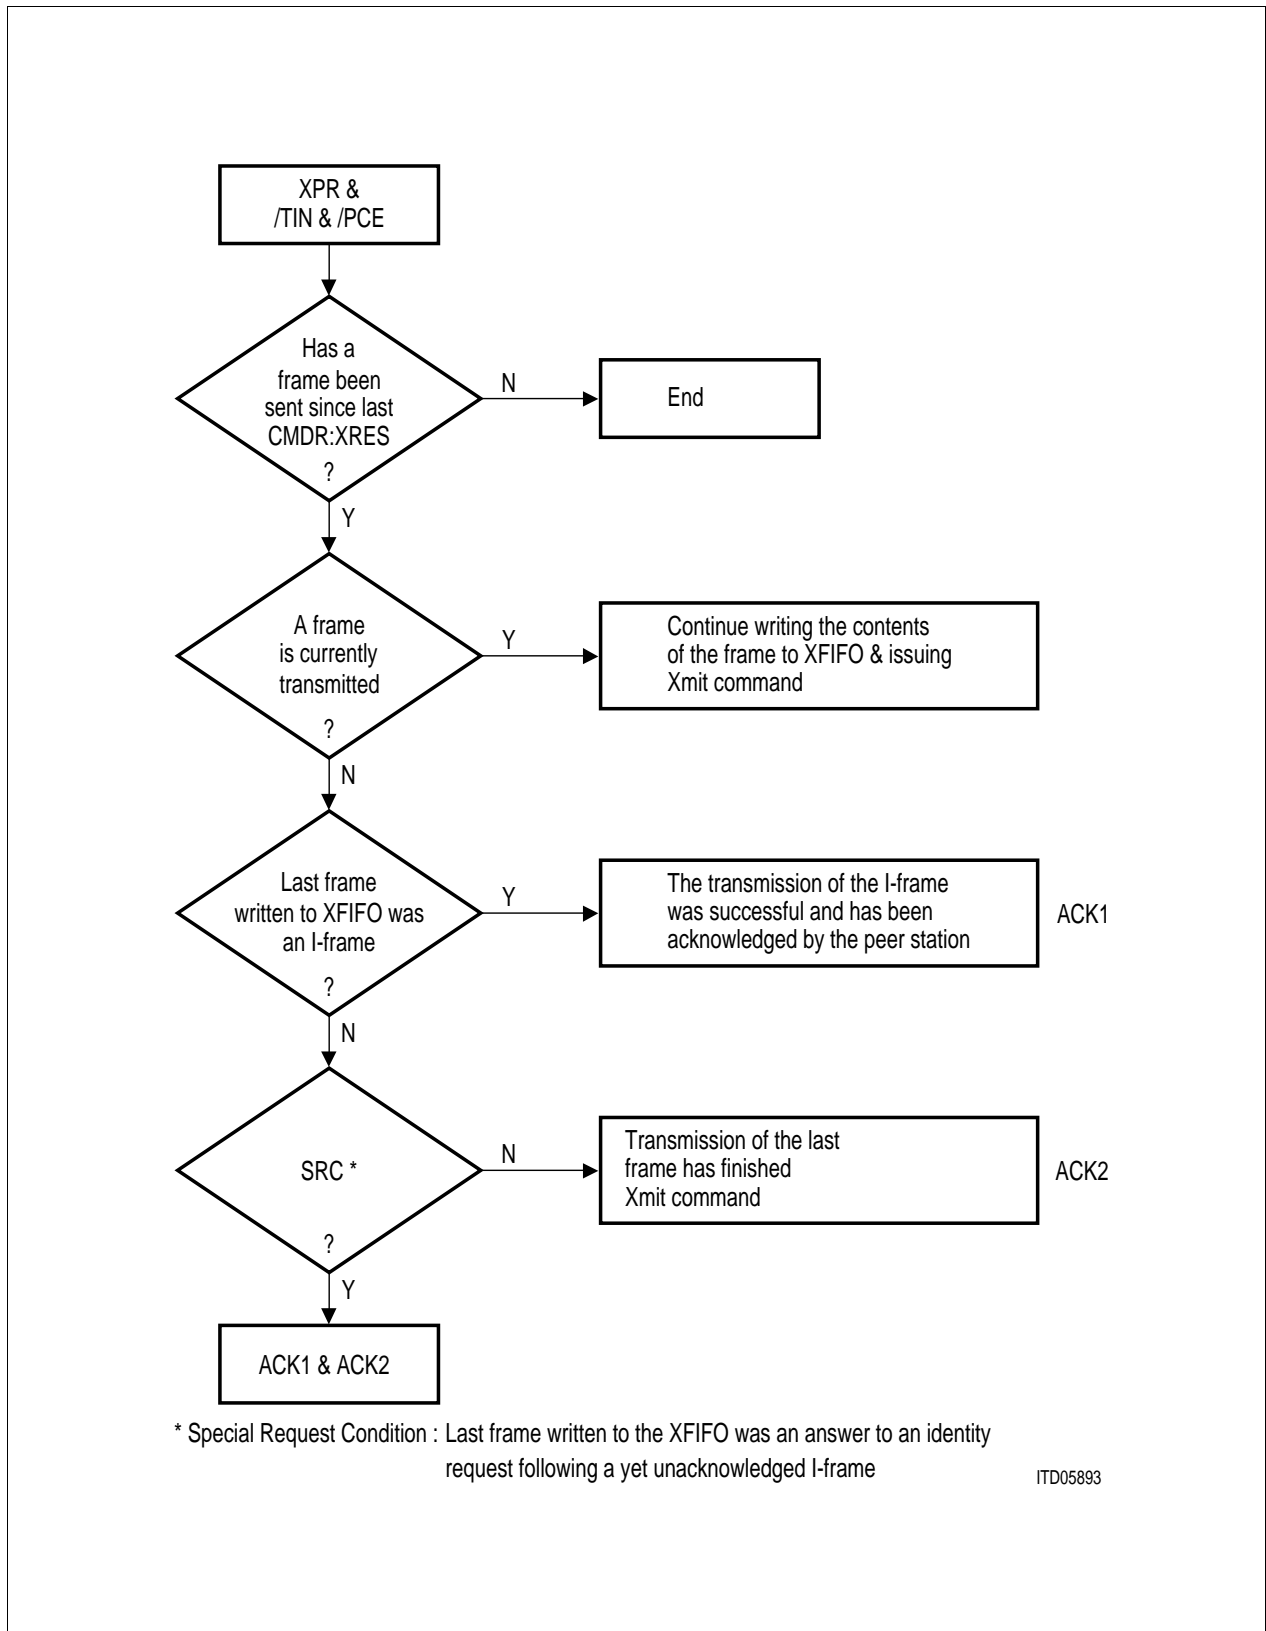 XPR &
/TIN & /PCE
Has a
frame been
sent since last
CMDR:XRES
?
N
End
Y
A frame
is currently
transmitted
?
Y
Continue writing the contents
of the frame to XFIFO & issuing
Xmit command
N
Last frame
written to XFIFO was
an I-frame
?
Y
The transmission of the I-frame
was successful and has been
acknowledged by the peer station
ACK1
N
SRC *
?
N
Transmission of the last
frame has finished
Xmit command
ACK2
Y
ACK1 & ACK2
* Special Request Condition : Last frame written to the XFIFO was an answer to an identity
request following a yet unacknowledged I-frame
ITD05893